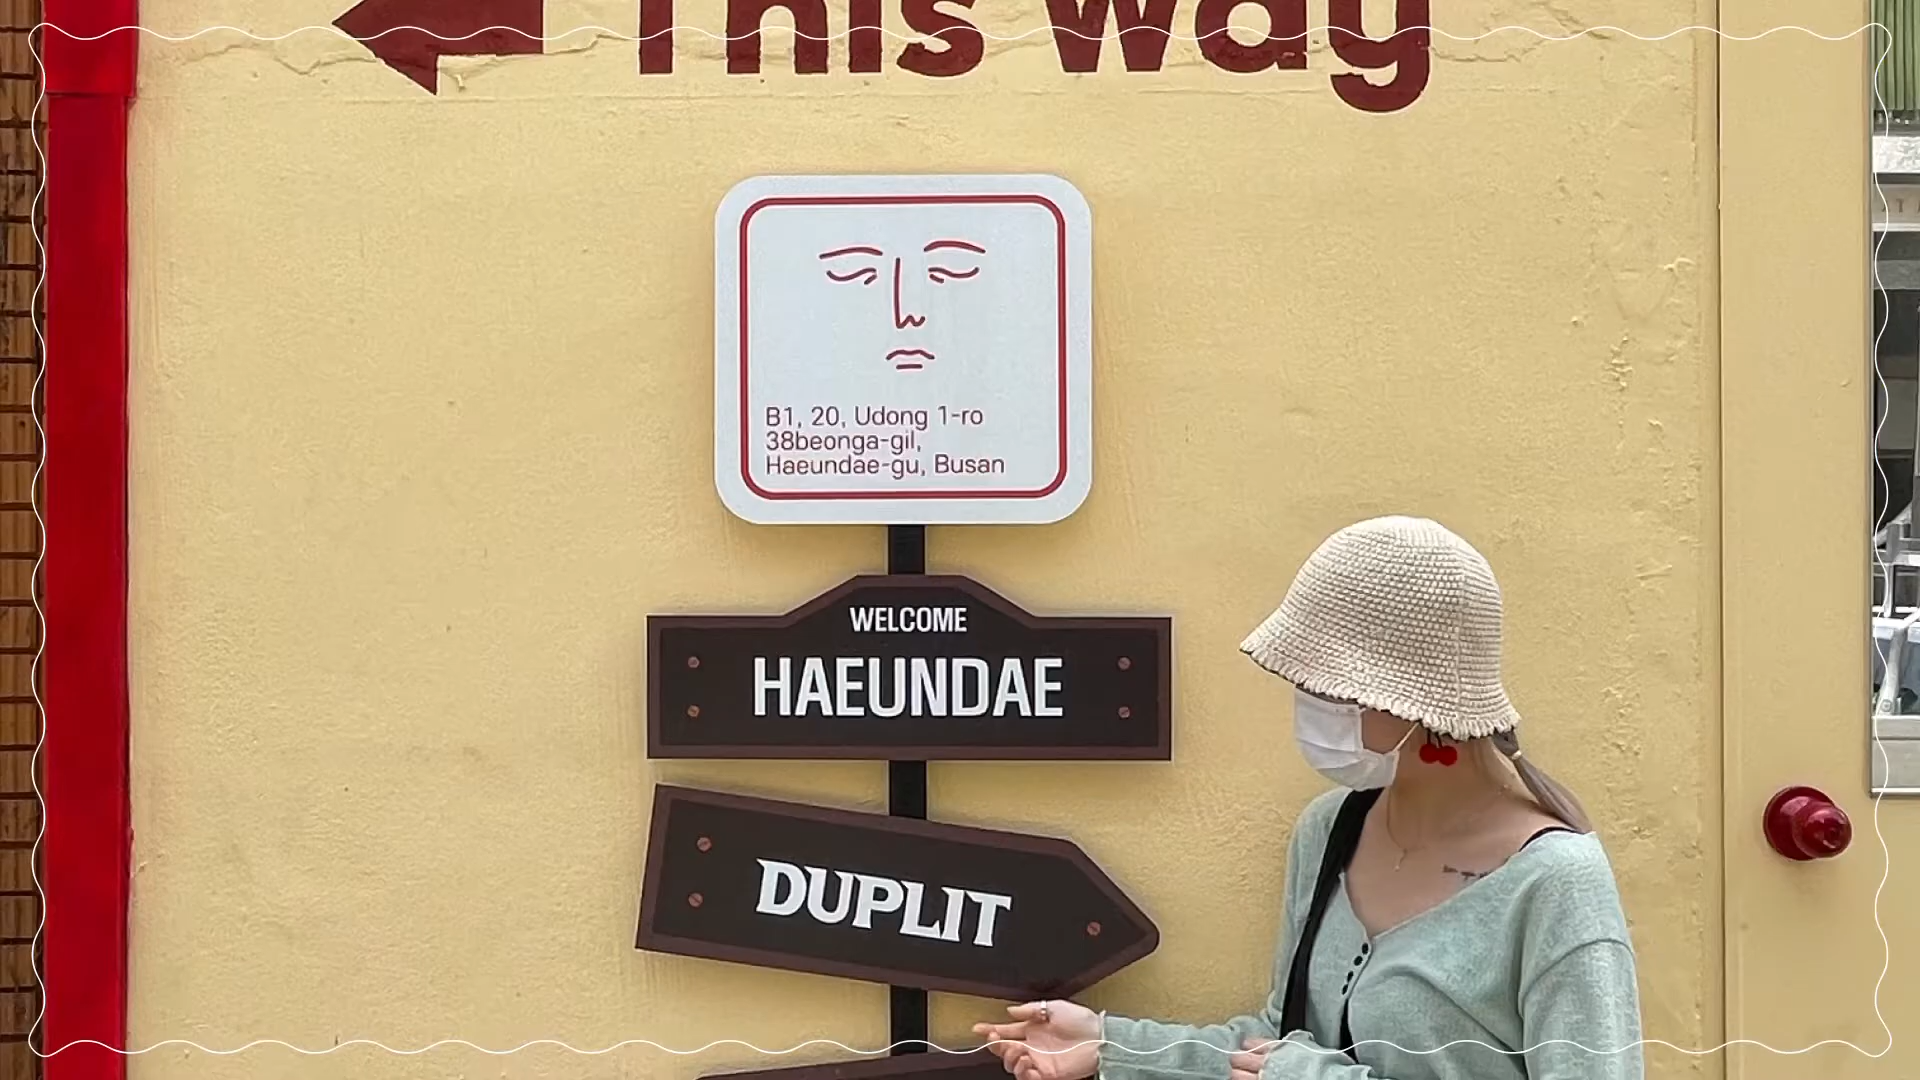 This way
B1, 20, Udong 1-ro
38beonga-gil,
Haeundae-gu, Busan
WELCOME
HAEUNDAE
DUPLIT